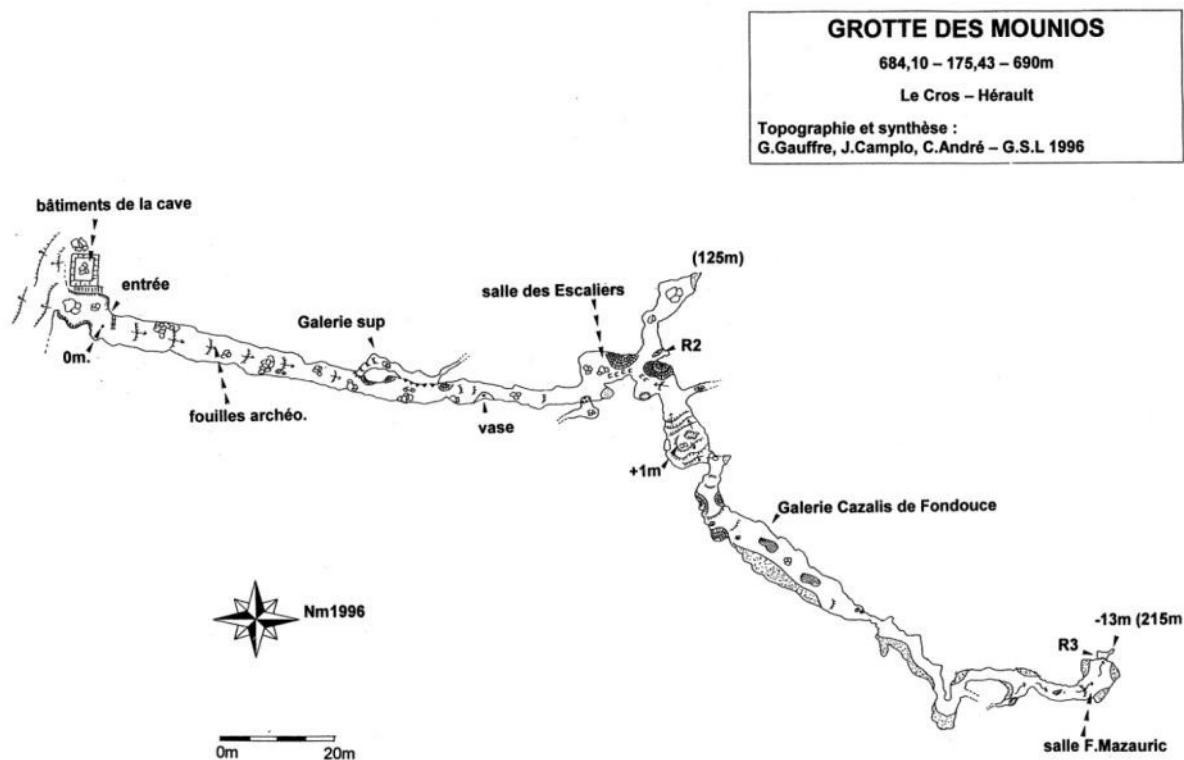 GROTTE DES MOUNIOS
684,10 – 175,43 – 690m
Le Cros – Hérault
Topographie et synthèse :
G.Gauffre, J.Camplo, C.André – G.S.L 1996
bâtiments de la cave
entrée
0m.
fouilles archéo.
Galerie sup
vase
salle des Escaliers
(125m)
R2
+1m
Galerie Cazalis de Fondouce
Nm1996
-13m (215m
R3
salle F.Mazauric
0m 20m